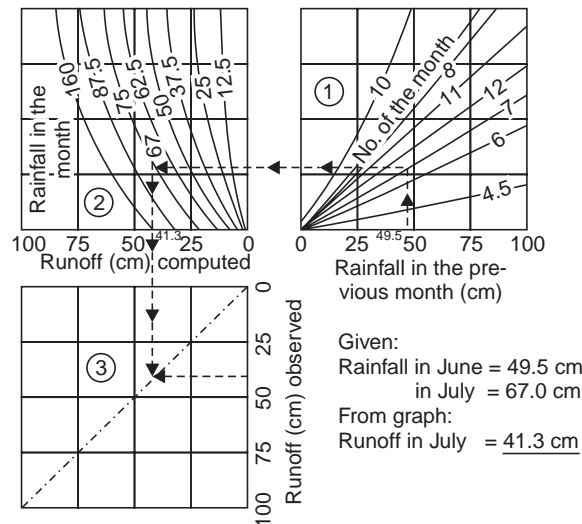 160
87.5
75
62.5
50
37.5
25
12.5
67
Rainfall in the
month
2
100 75 50 25 0
41.3
Runoff (cm) computed
1
No. of the month
10
8
11
12
7
6
4.5
0 25 50 75 100
49.5
Rainfall in the pre-
vious month (cm)
3
0
25
50
75
100
Runoff (cm) observed
Given:
Rainfall in June = 49.5 cm
in July = 67.0 cm
From graph:
Runoff in July = 41.3 cm